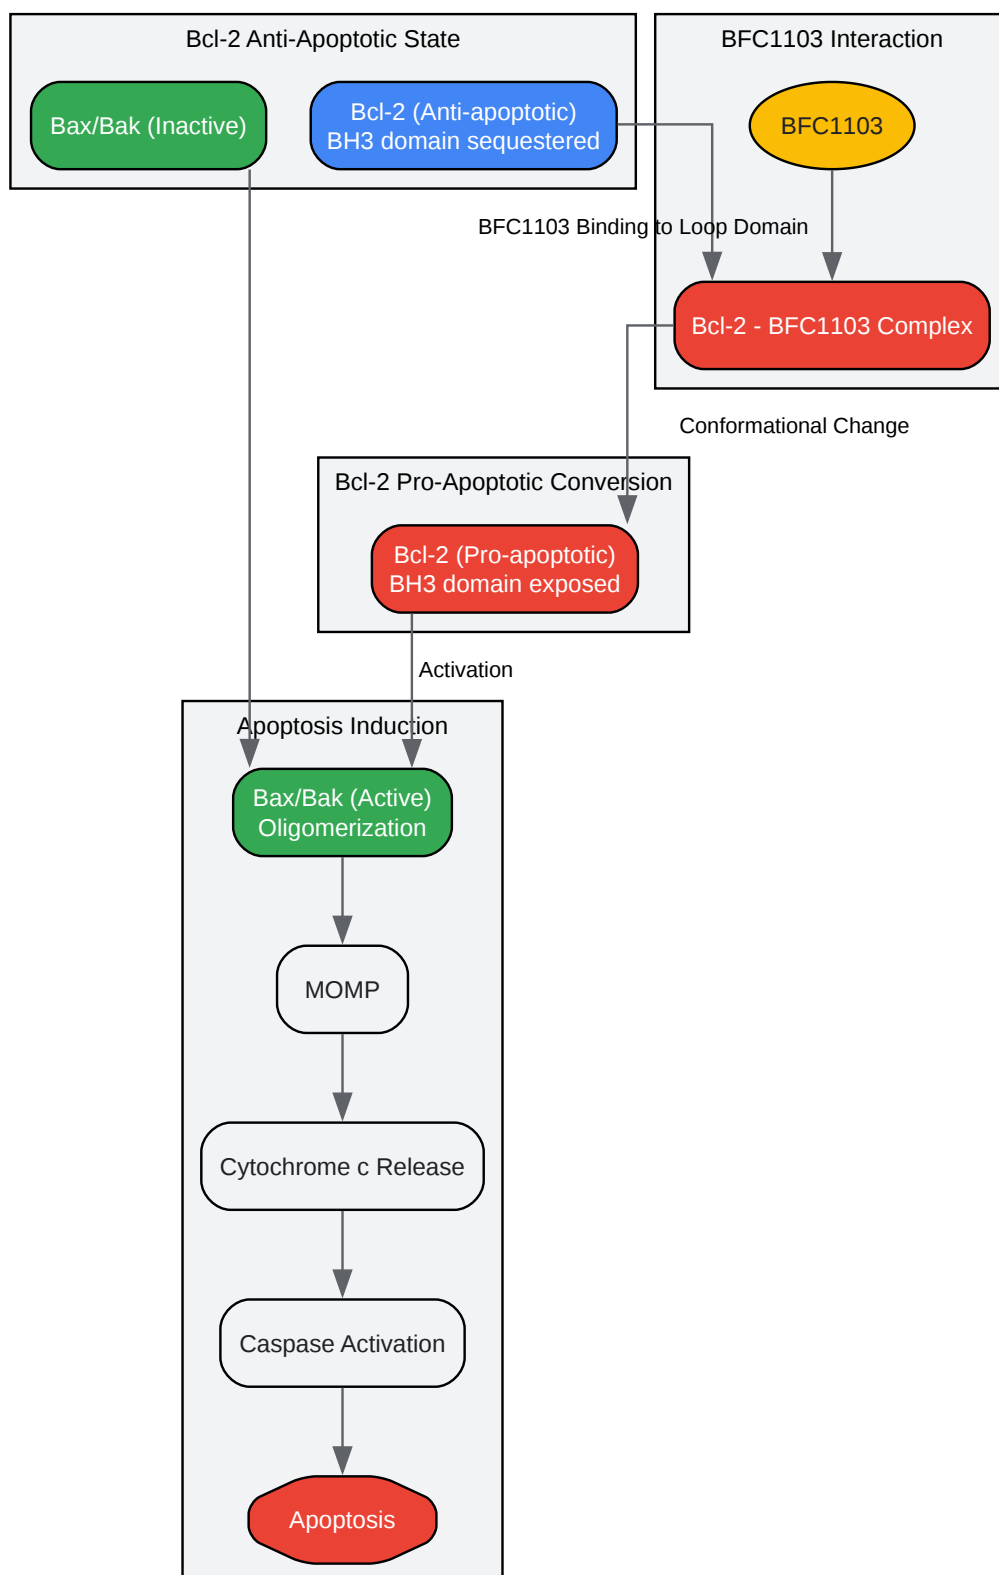 Bcl-2 Anti-Apoptotic State
BFC1103 Interaction
Bax/Bak (Inactive)
Bcl-2 (Anti-apoptotic)
BH3 domain sequestered
BFC1103
BFC1103 Binding to Loop Domain
Bcl-2 - BFC1103 Complex
Conformational Change
Bcl-2 Pro-Apoptotic Conversion
Bcl-2 (Pro-apoptotic)
BH3 domain exposed
Activation
Apoptosis Induction
Bax/Bak (Active)
Oligomerization
MOMP
Cytochrome c Release
Caspase Activation
Apoptosis